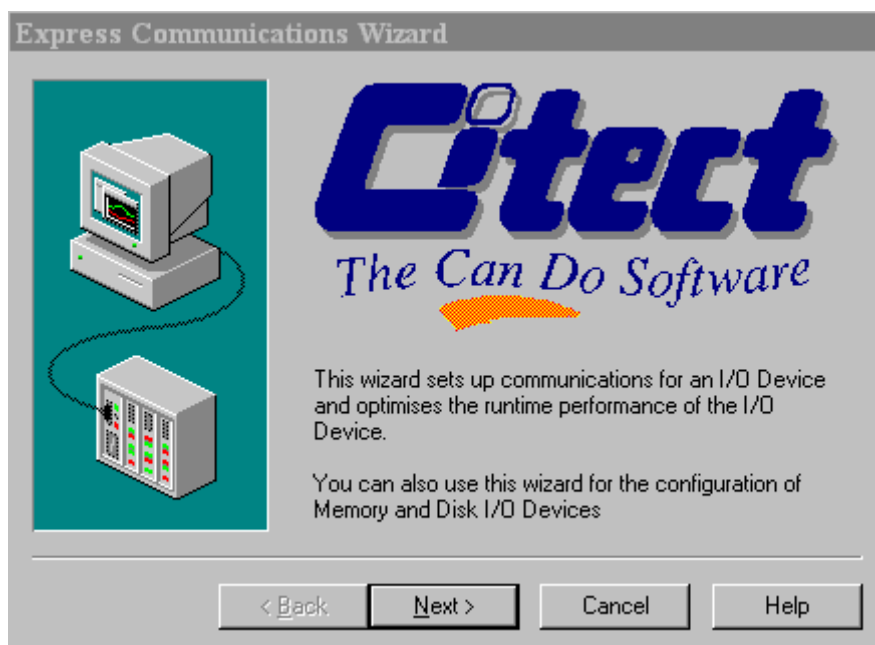 Express Communications Wizard
Citect
The Can Do Software
This wizard sets up communications for an I/O Device
and optimises the runtime performance of the I/O
Device.
You can also use this wizard for the configuration of
Memory and Disk I/O Devices
< Back
Next >
Cancel
Help